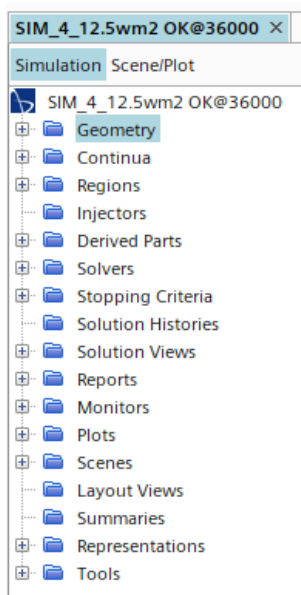 SIM_4_12.5wm2 OK@36000 ×
Simulation Scene/Plot
SIM_4_12.5wm2 OK@36000
Geometry
Continua
Regions
Injectors
Derived Parts
Solvers
Stopping Criteria
Solution Histories
Solution Views
Reports
Monitors
Plots
Scenes
Layout Views
Summaries
Representations
Tools